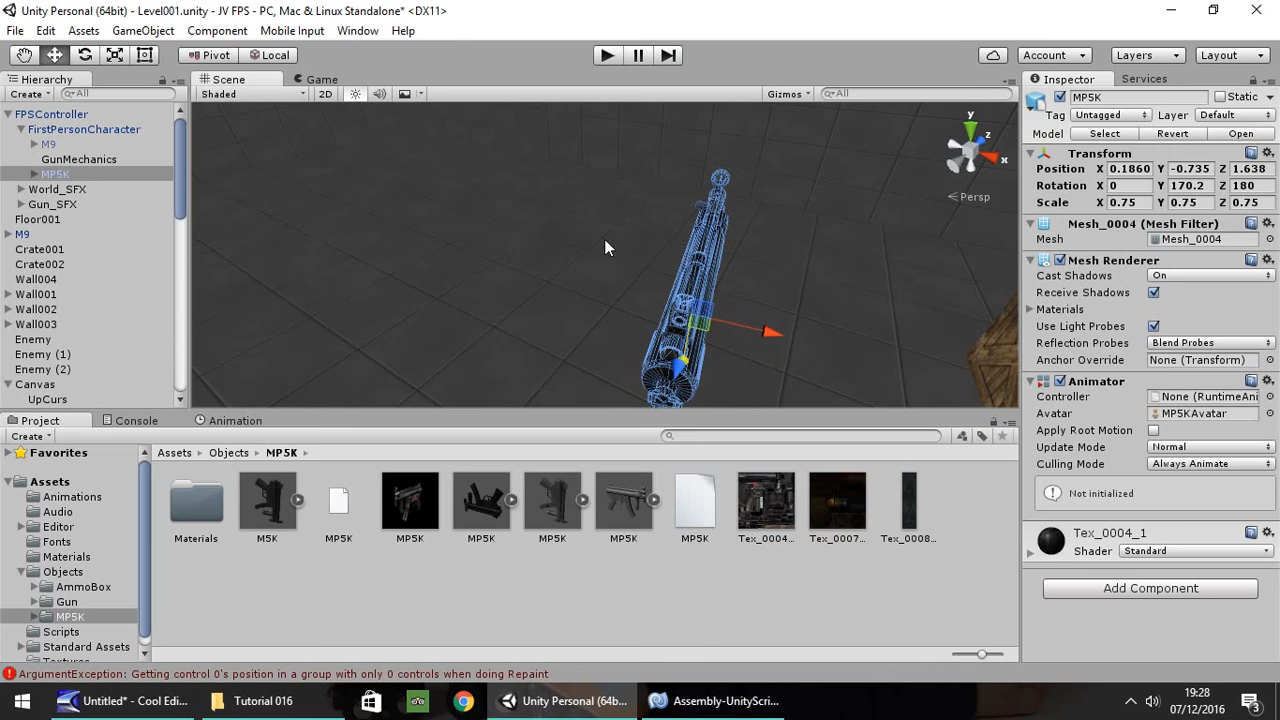 Unity Personal (64bit) - Level001.unity - JV FPS - PC, Mac & Linux Standalone* <DX11>
File Edit Assets GameObject Component Mobile Input Window Help
Pivot Local Account Layers Layout
Hierarchy Scene Game Inspector Services
Create All Shaded 2D Gizmos All MP5K Static
Tag Untagged Layer Default
Model Select Revert Open
FPSController
FirstPersonCharacter
M9
GunMechanics
MP5K
World_SFX
Gun_SFX
Floor001
M9
Crate001
Crate002
Wall004
Wall001
Wall002
Wall003
Enemy
Enemy (1)
Enemy (2)
Canvas
UpCurs
y
z
x
Persp
Transform
Position X 0.1860 Y -0.735 Z 1.638
Rotation X 0 Y 170.2 Z 180
Scale X 0.75 Y 0.75 Z 0.75
Mesh_0004 (Mesh Filter)
Mesh Mesh_0004
Mesh Renderer
Cast Shadows On
Receive Shadows
Materials
Use Light Probes
Reflection Probes Blend Probes
Anchor Override None (Transform)
Animator
Controller None (RuntimeAni
Avatar MP5KAvatar
Apply Root Motion
Update Mode Normal
Culling Mode Always Animate
Not initialized
Tex_0004_1
Shader Standard
Add Component
Project Console Animation
Create
Favorites
Assets
Animations
Audio
Editor
Fonts
Materials
Objects
AmmoBox
Gun
MP5K
Scripts
Standard Assets
Textures
Assets Objects MP5K
Materials M5K MP5K MP5K MP5K MP5K MP5K MP5K Tex_0004... Tex_0007... Tex_0008...
ArgumentException: Getting control 0's position in a group with only 0 controls when doing Repaint
Untitled* - Cool Edi... Tutorial 016 Unity Personal (64b... Assembly-UnityScri...
19:28
07/12/2016
3